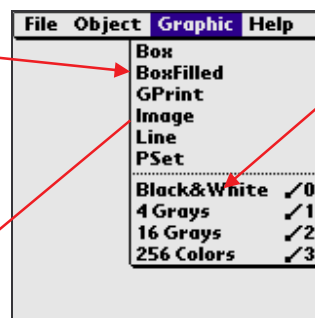 File Object Graphic Help
Box
BoxFilled
GPrint
Image
Line
PSet
Black&White /0
4 Grays /1
16 Grays /2
256 Colors /3